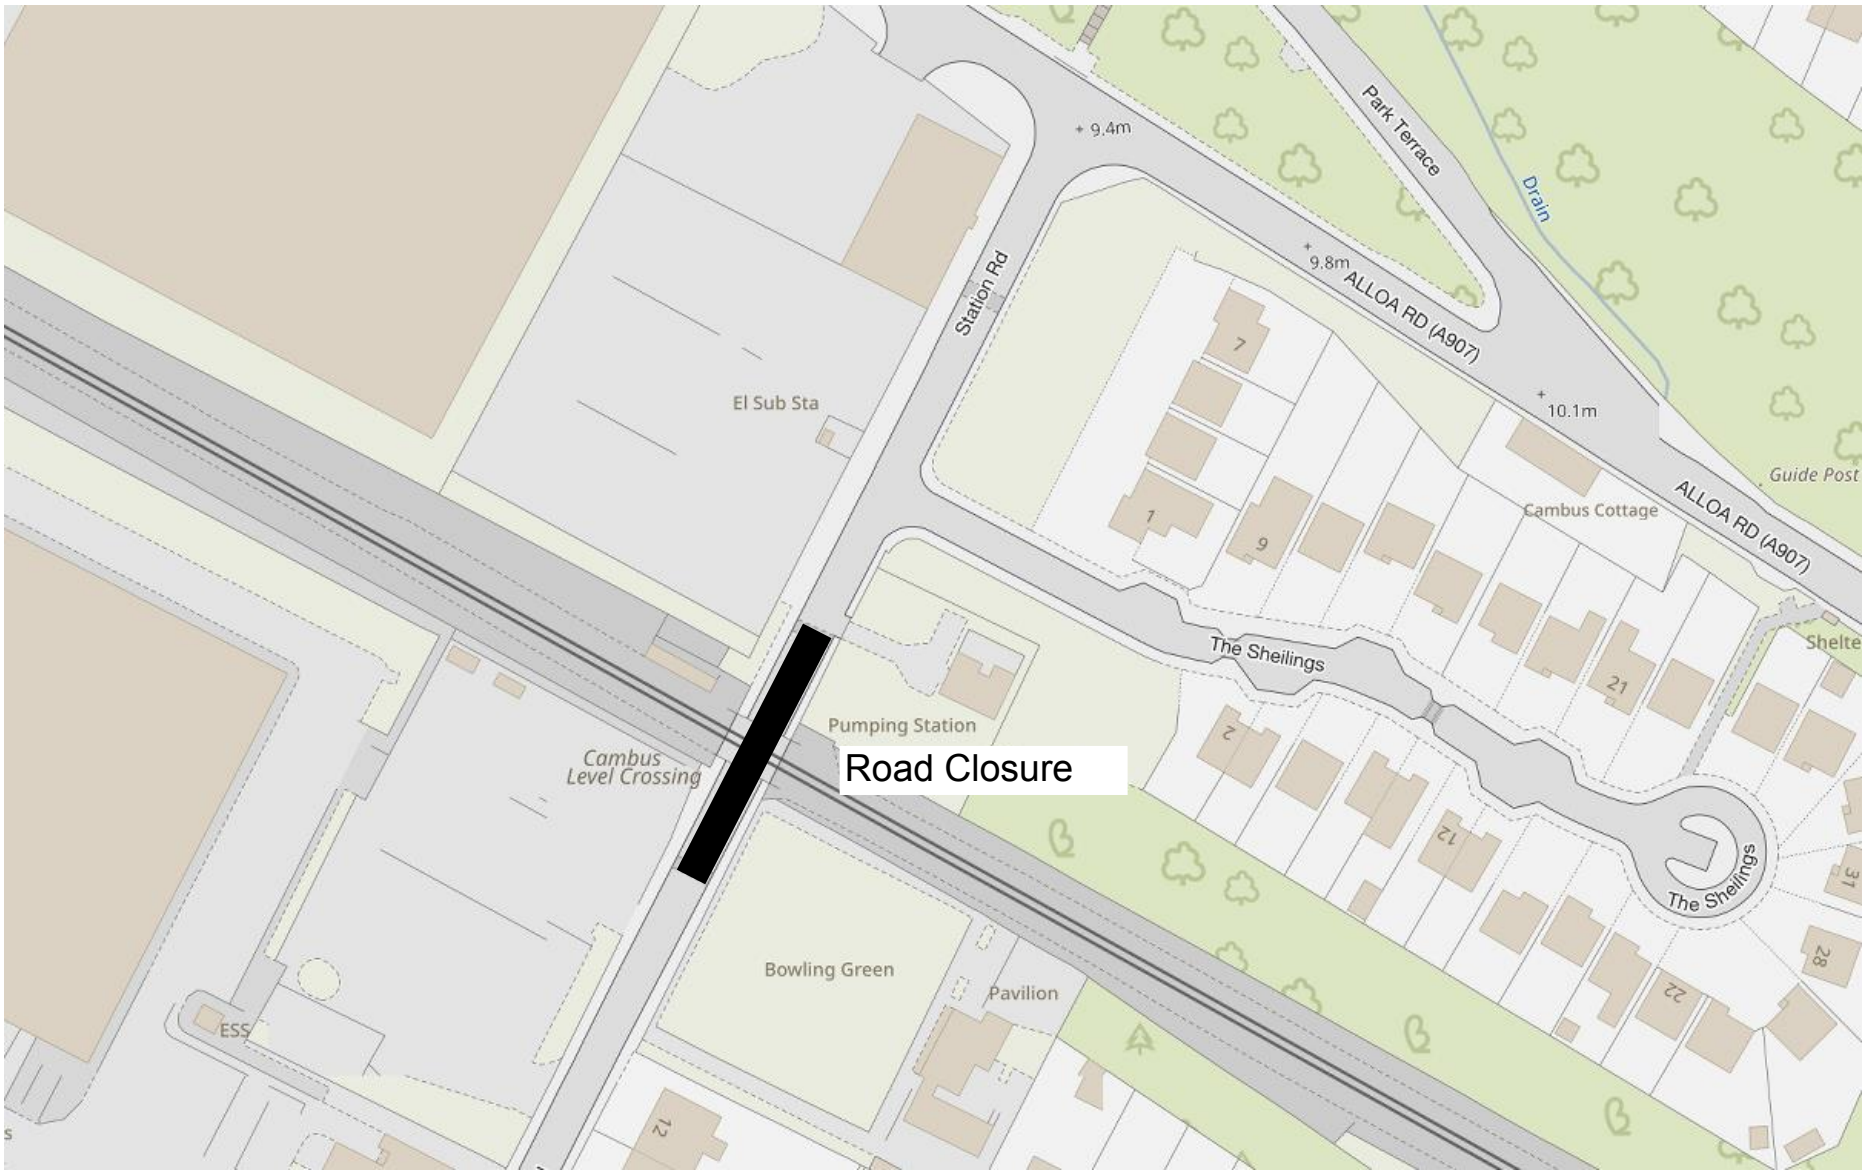 Park Terrace
9.4m
Drain
Station Rd
9.8m
ALLOA RD (A907)
7
El Sub Sta
10.1m
Guide Post
Cambus Cottage
ALLOA RD (A907)
1
9
The Sheilings
Shelte
21
Pumping Station
2
Cambus
Level Crossing
Road Closure
12
The Sheilings
31
Bowling Green
28
Pavilion
22
ESS
12
s